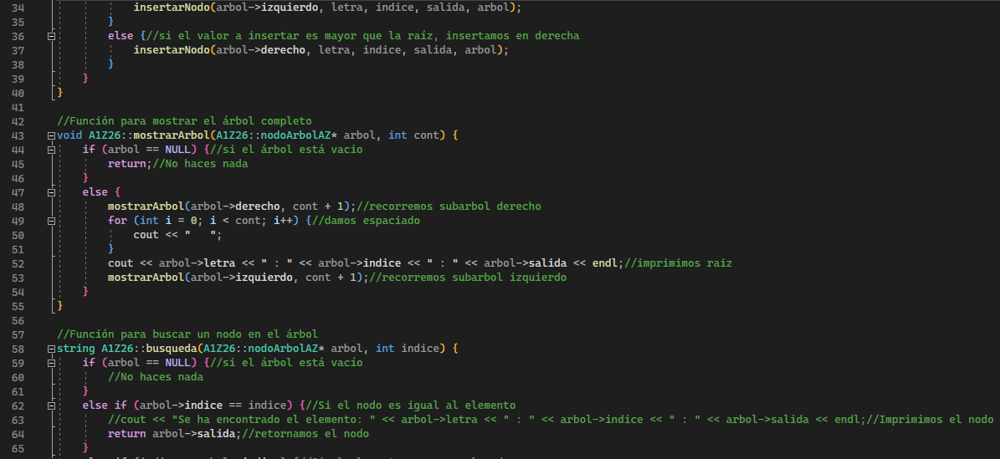 34 insertarNodo(arbol->izquierdo, letra, indice, salida, arbol);
35 }
36 else {//si el valor a insertar es mayor que la raíz, insertamos en derecha
37 insertarNodo(arbol->derecho, letra, indice, salida, arbol);
38 }
39 }
40 }
41
42 //Función para mostrar el árbol completo
43 void A1Z26::mostrarArbol(A1Z26::nodoArbolAZ* arbol, int cont) {
44 if (arbol == NULL) {//si el árbol está vacio
45 return;//No haces nada
46 }
47 else {
48 mostrarArbol(arbol->derecho, cont + 1);//recorremos subarbol derecho
49 for (int i = 0; i < cont; i++) {//damos espaciado
50 cout << "   ";
51 }
52 cout << arbol->letra << " : " << arbol->indice << " : " << arbol->salida << endl;//imprimimos raiz
53 mostrarArbol(arbol->izquierdo, cont + 1);//recorremos subarbol izquierdo
54 }
55 }
56
57 //Función para buscar un nodo en el árbol
58 string A1Z26::busqueda(A1Z26::nodoArbolAZ* arbol, int indice) {
59 if (arbol == NULL) {//si el árbol está vacío
60 //No haces nada
61 }
62 else if (arbol->indice == indice) {//Si el nodo es igual al elemento
63 //cout << "Se ha encontrado el elemento: " << arbol->letra << " : " << arbol->indice << " : " << arbol->salida << endl;//Imprimimos el nodo
64 return arbol->salida;//retornamos el nodo
65 }